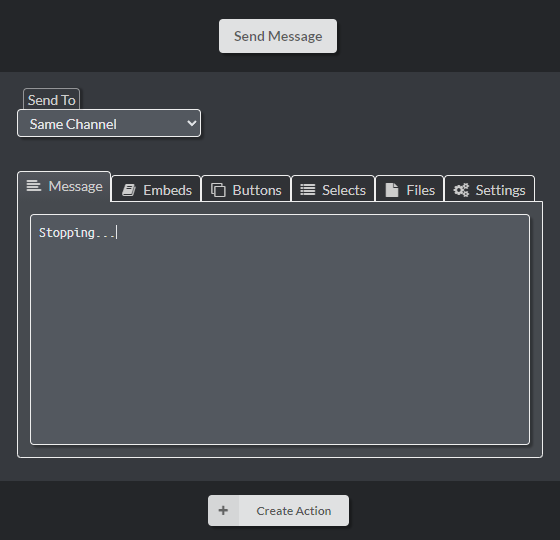 Send Message
Send To
Same Channel
Message Embeds Buttons Selects Files Settings
Stopping...
+ Create Action